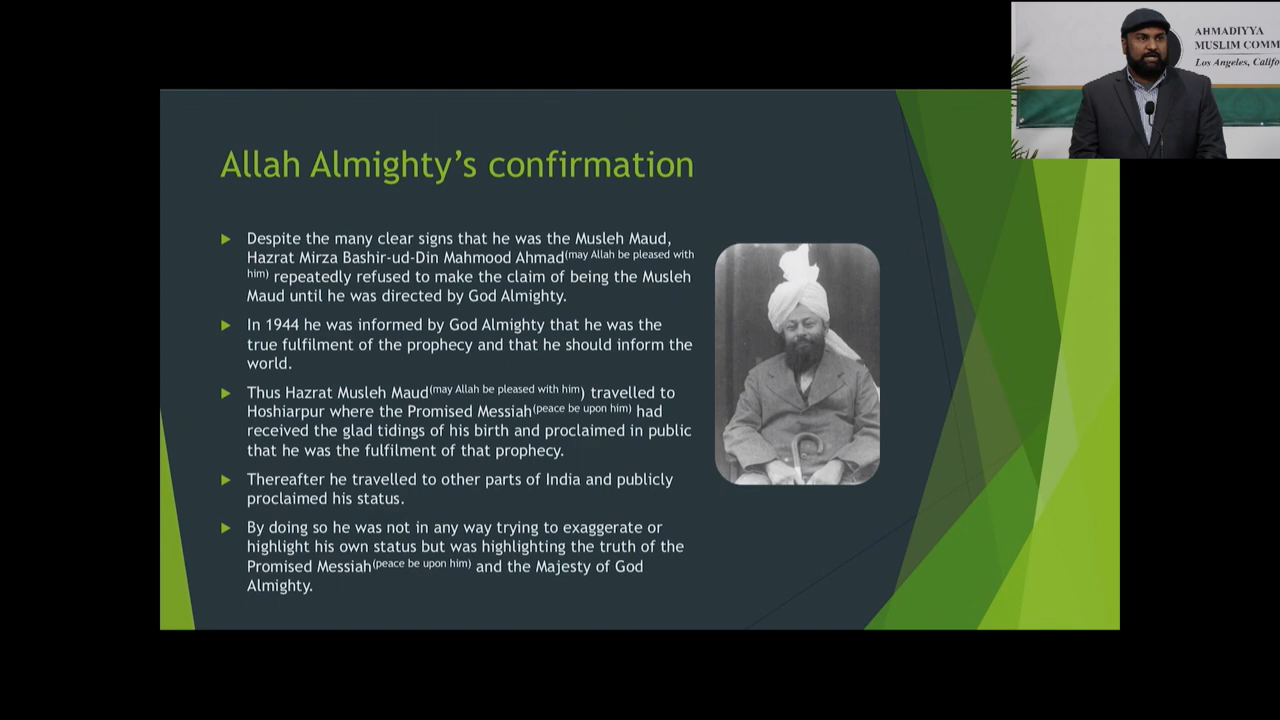 Allah Almighty’s confirmation
Despite the many clear signs that he was the Musleh Maud,
Hazrat Mirza Bashir-ud-Din Mahmood Ahmad(may Allah be pleased with
him) repeatedly refused to make the claim of being the Musleh
Maud until he was directed by God Almighty.
In 1944 he was informed by God Almighty that he was the
true fulfilment of the prophecy and that he should inform the
world.
Thus Hazrat Musleh Maud(may Allah be pleased with him) travelled to
Hoshiarpur where the Promised Messiah(peace be upon him) had
received the glad tidings of his birth and proclaimed in public
that he was the fulfilment of that prophecy.
Thereafter he travelled to other parts of India and publicly
proclaimed his status.
By doing so he was not in any way trying to exaggerate or
highlight his own status but was highlighting the truth of the
Promised Messiah(peace be upon him) and the Majesty of God
Almighty.
AHMADIYYA
MUSLIM COMM
Los Angeles, Califo